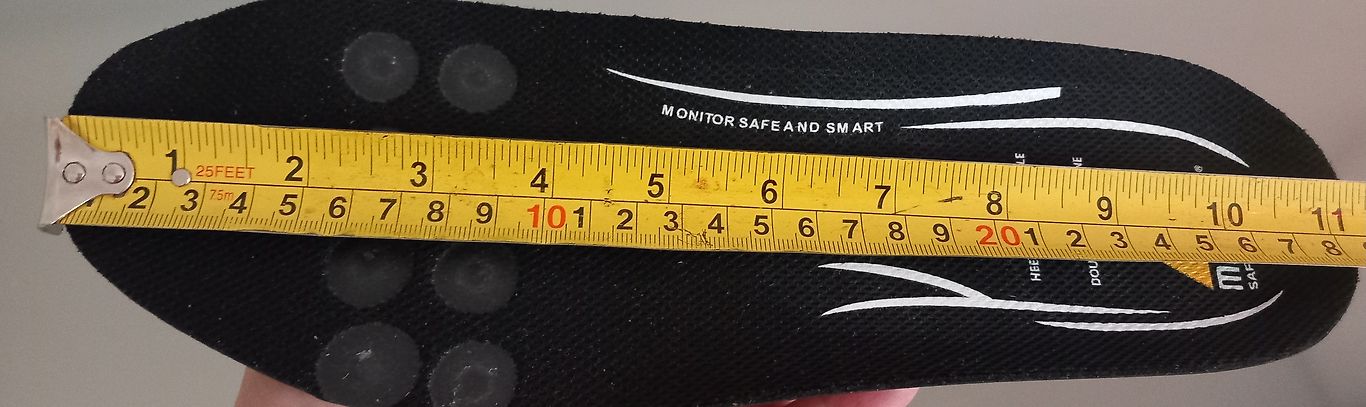 MONITOR SAFE AND SMART
1 25FEET 2 3 4 5 6 7 8 9 10 11
2 3 7.5m 4 5 6 7 8 9 10 1 2 3 4 5 6 7 8 9 20 1 2 3 4 5 6 7 8